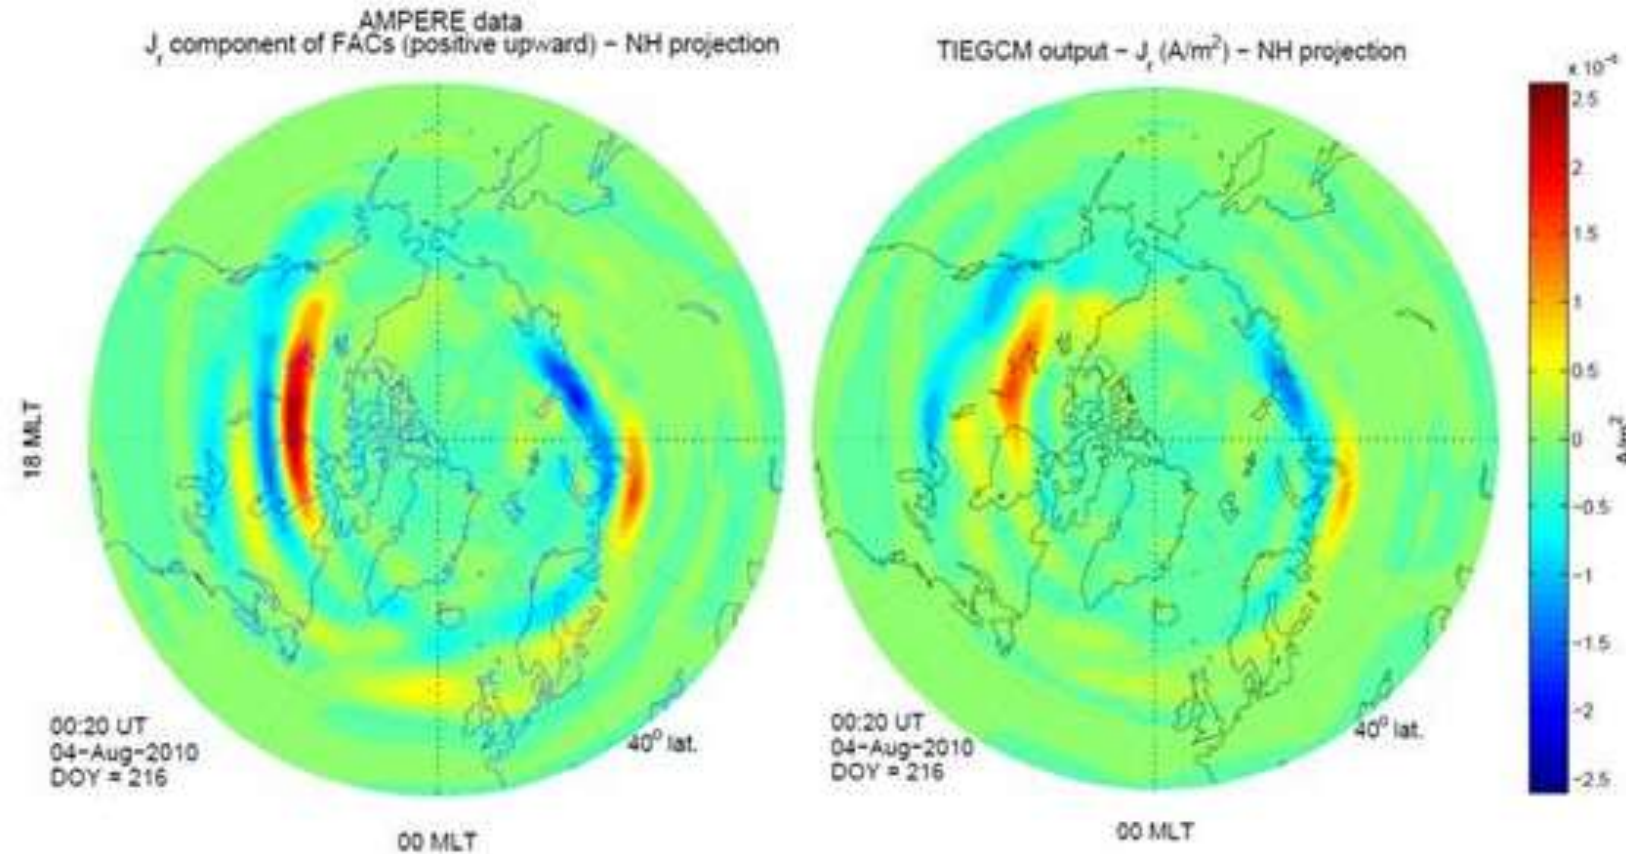 AMPERE data
J_r component of FACs (positive upward) − NH projection
18 MLT
00:20 UT
04−Aug−2010
DOY = 216
40° lat.
00 MLT
TIEGCM output − J_r (A/m²) − NH projection
00:20 UT
04−Aug−2010
DOY = 216
40° lat.
00 MLT
2.5
2
1.5
1
0.5
0
−0.5
−1
−1.5
−2
−2.5
A/m²